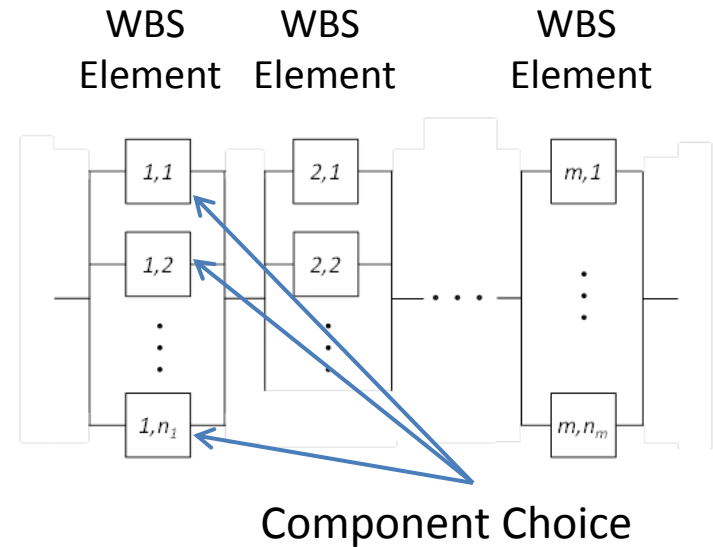 WBS WBS WBS
Element Element Element
1,1 2,1 m,1
1,2 2,2
1,n₁ m,nₘ
Component Choice